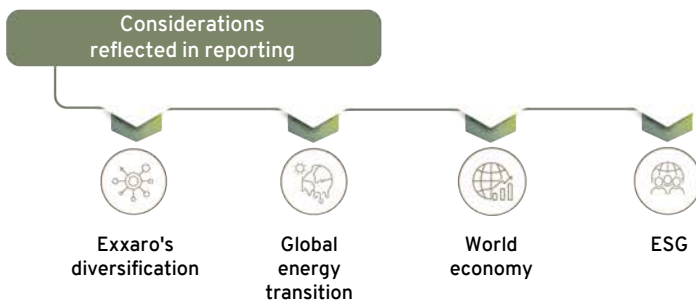 Considerations
reflected in reporting
Exxaro's
diversification
Global
energy
transition
World
economy
ESG